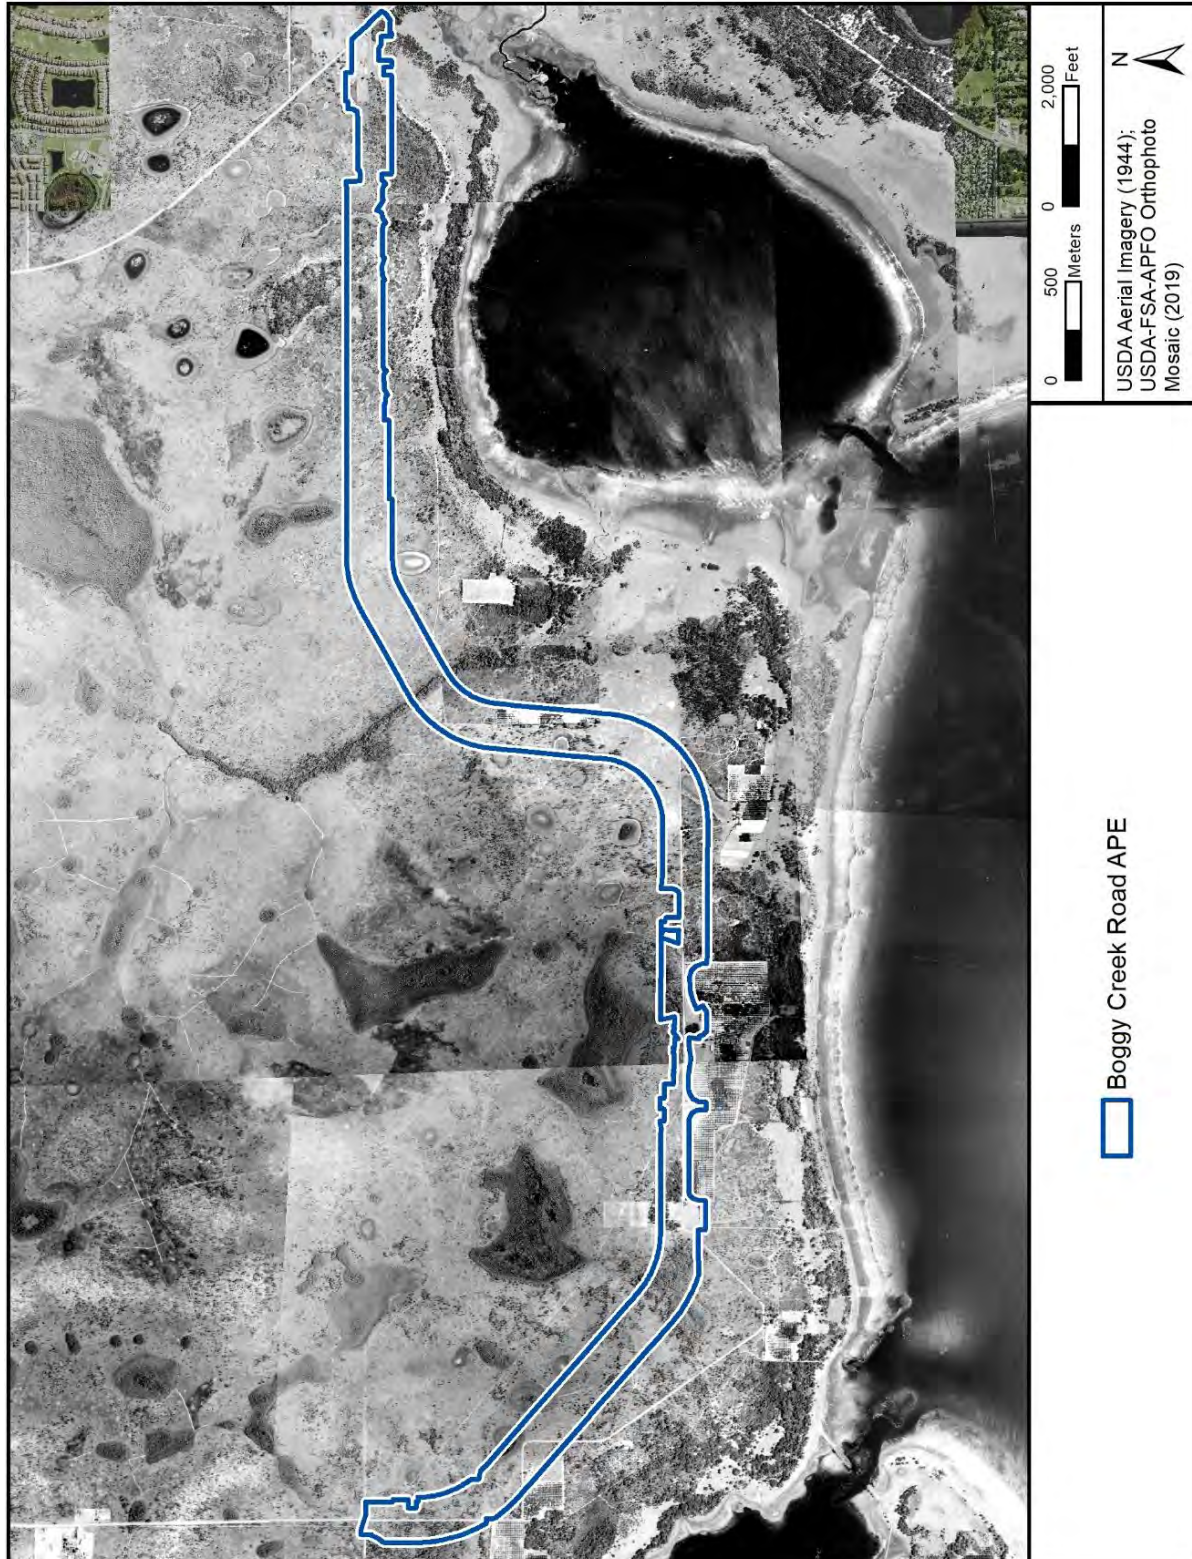 Boggy Creek Road APE
0 500
Meters
0 2,000
Feet
USDA Aerial Imagery (1944);
USDA-FSA-APFO Orthophoto
Mosaic (2019)
N